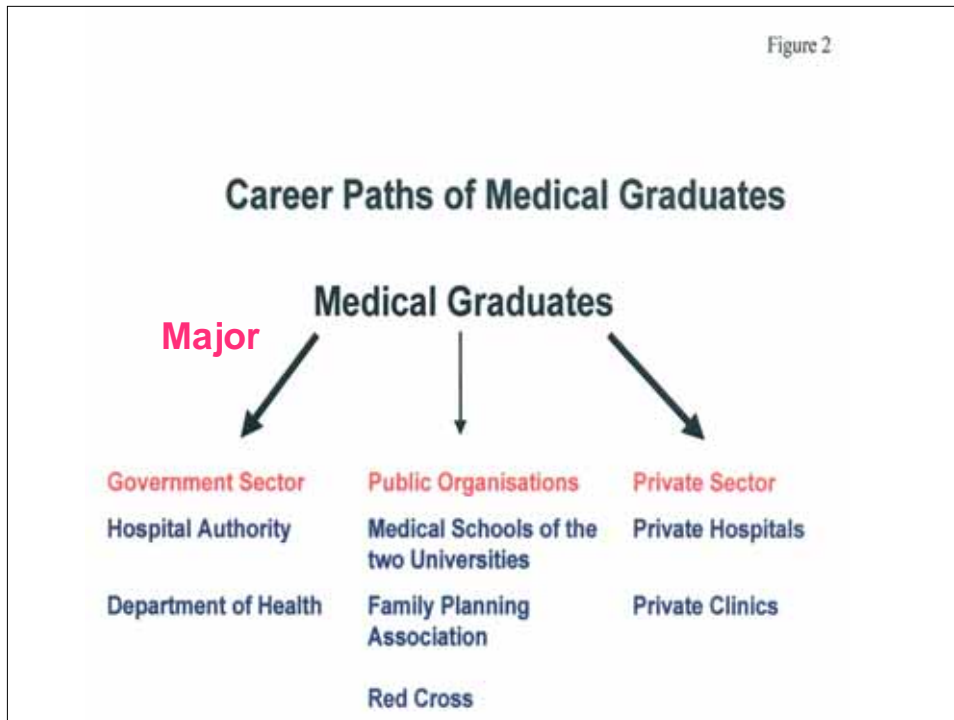 Figure 2
Career Paths of Medical Graduates
Medical Graduates
Major
Government Sector
Hospital Authority
Department of Health
Public Organisations
Medical Schools of the
two Universities
Family Planning
Association
Red Cross
Private Sector
Private Hospitals
Private Clinics